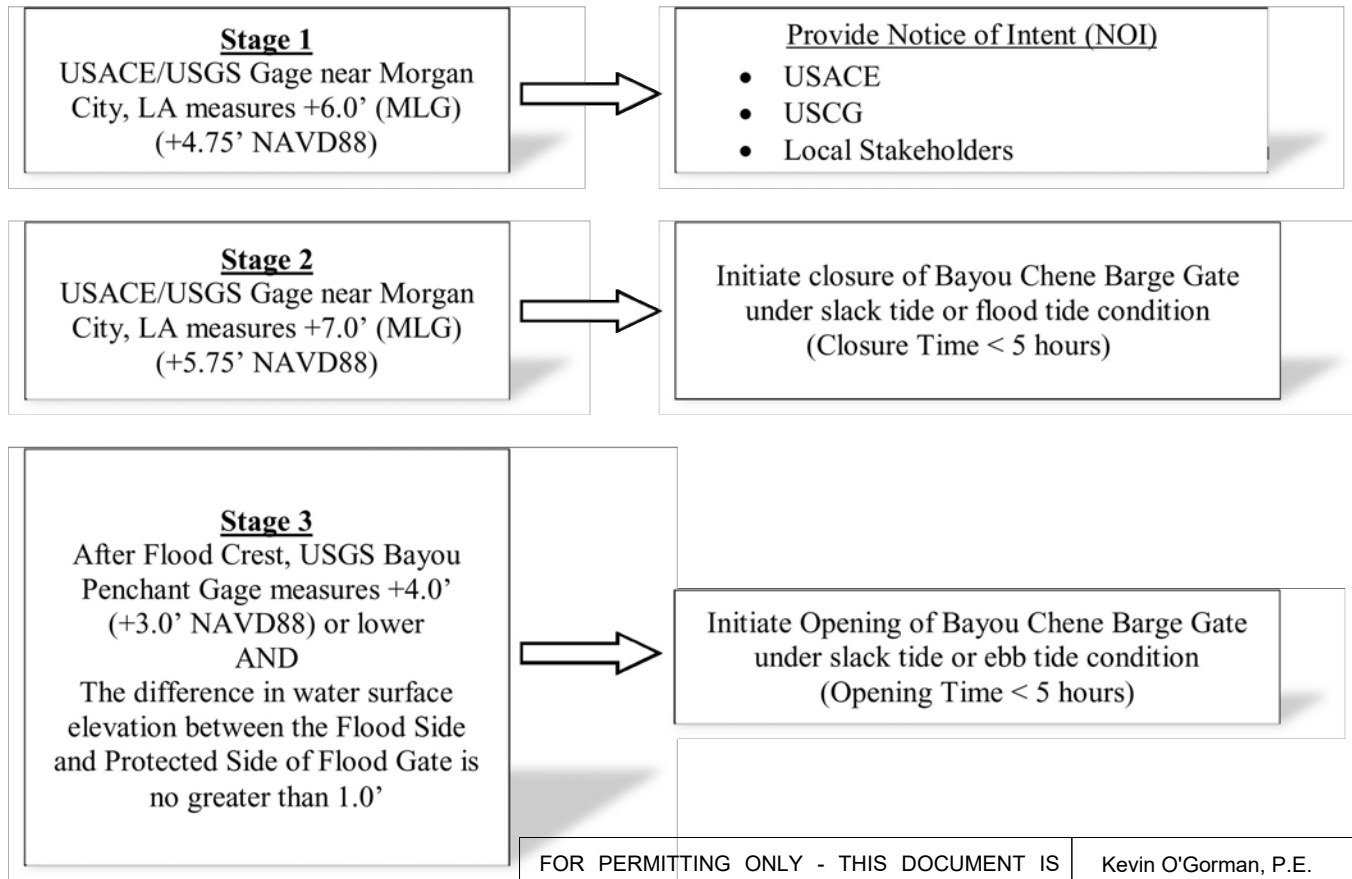 Stage 1
USACE/USGS Gage near Morgan
City, LA measures +6.0’ (MLG)
(+4.75’ NAVD88)
Provide Notice of Intent (NOI)
• USACE
• USCG
• Local Stakeholders
Stage 2
USACE/USGS Gage near Morgan
City, LA measures +7.0’ (MLG)
(+5.75’ NAVD88)
Initiate closure of Bayou Chene Barge Gate
under slack tide or flood tide condition
(Closure Time < 5 hours)
Stage 3
After Flood Crest, USGS Bayou
Penchant Gage measures +4.0’
(+3.0’ NAVD88) or lower
AND
The difference in water surface
elevation between the Flood Side
and Protected Side of Flood Gate is
no greater than 1.0’
Initiate Opening of Bayou Chene Barge Gate
under slack tide or ebb tide condition
(Opening Time < 5 hours)
FOR PERMITTING ONLY - THIS DOCUMENT IS
Kevin O'Gorman, P.E.